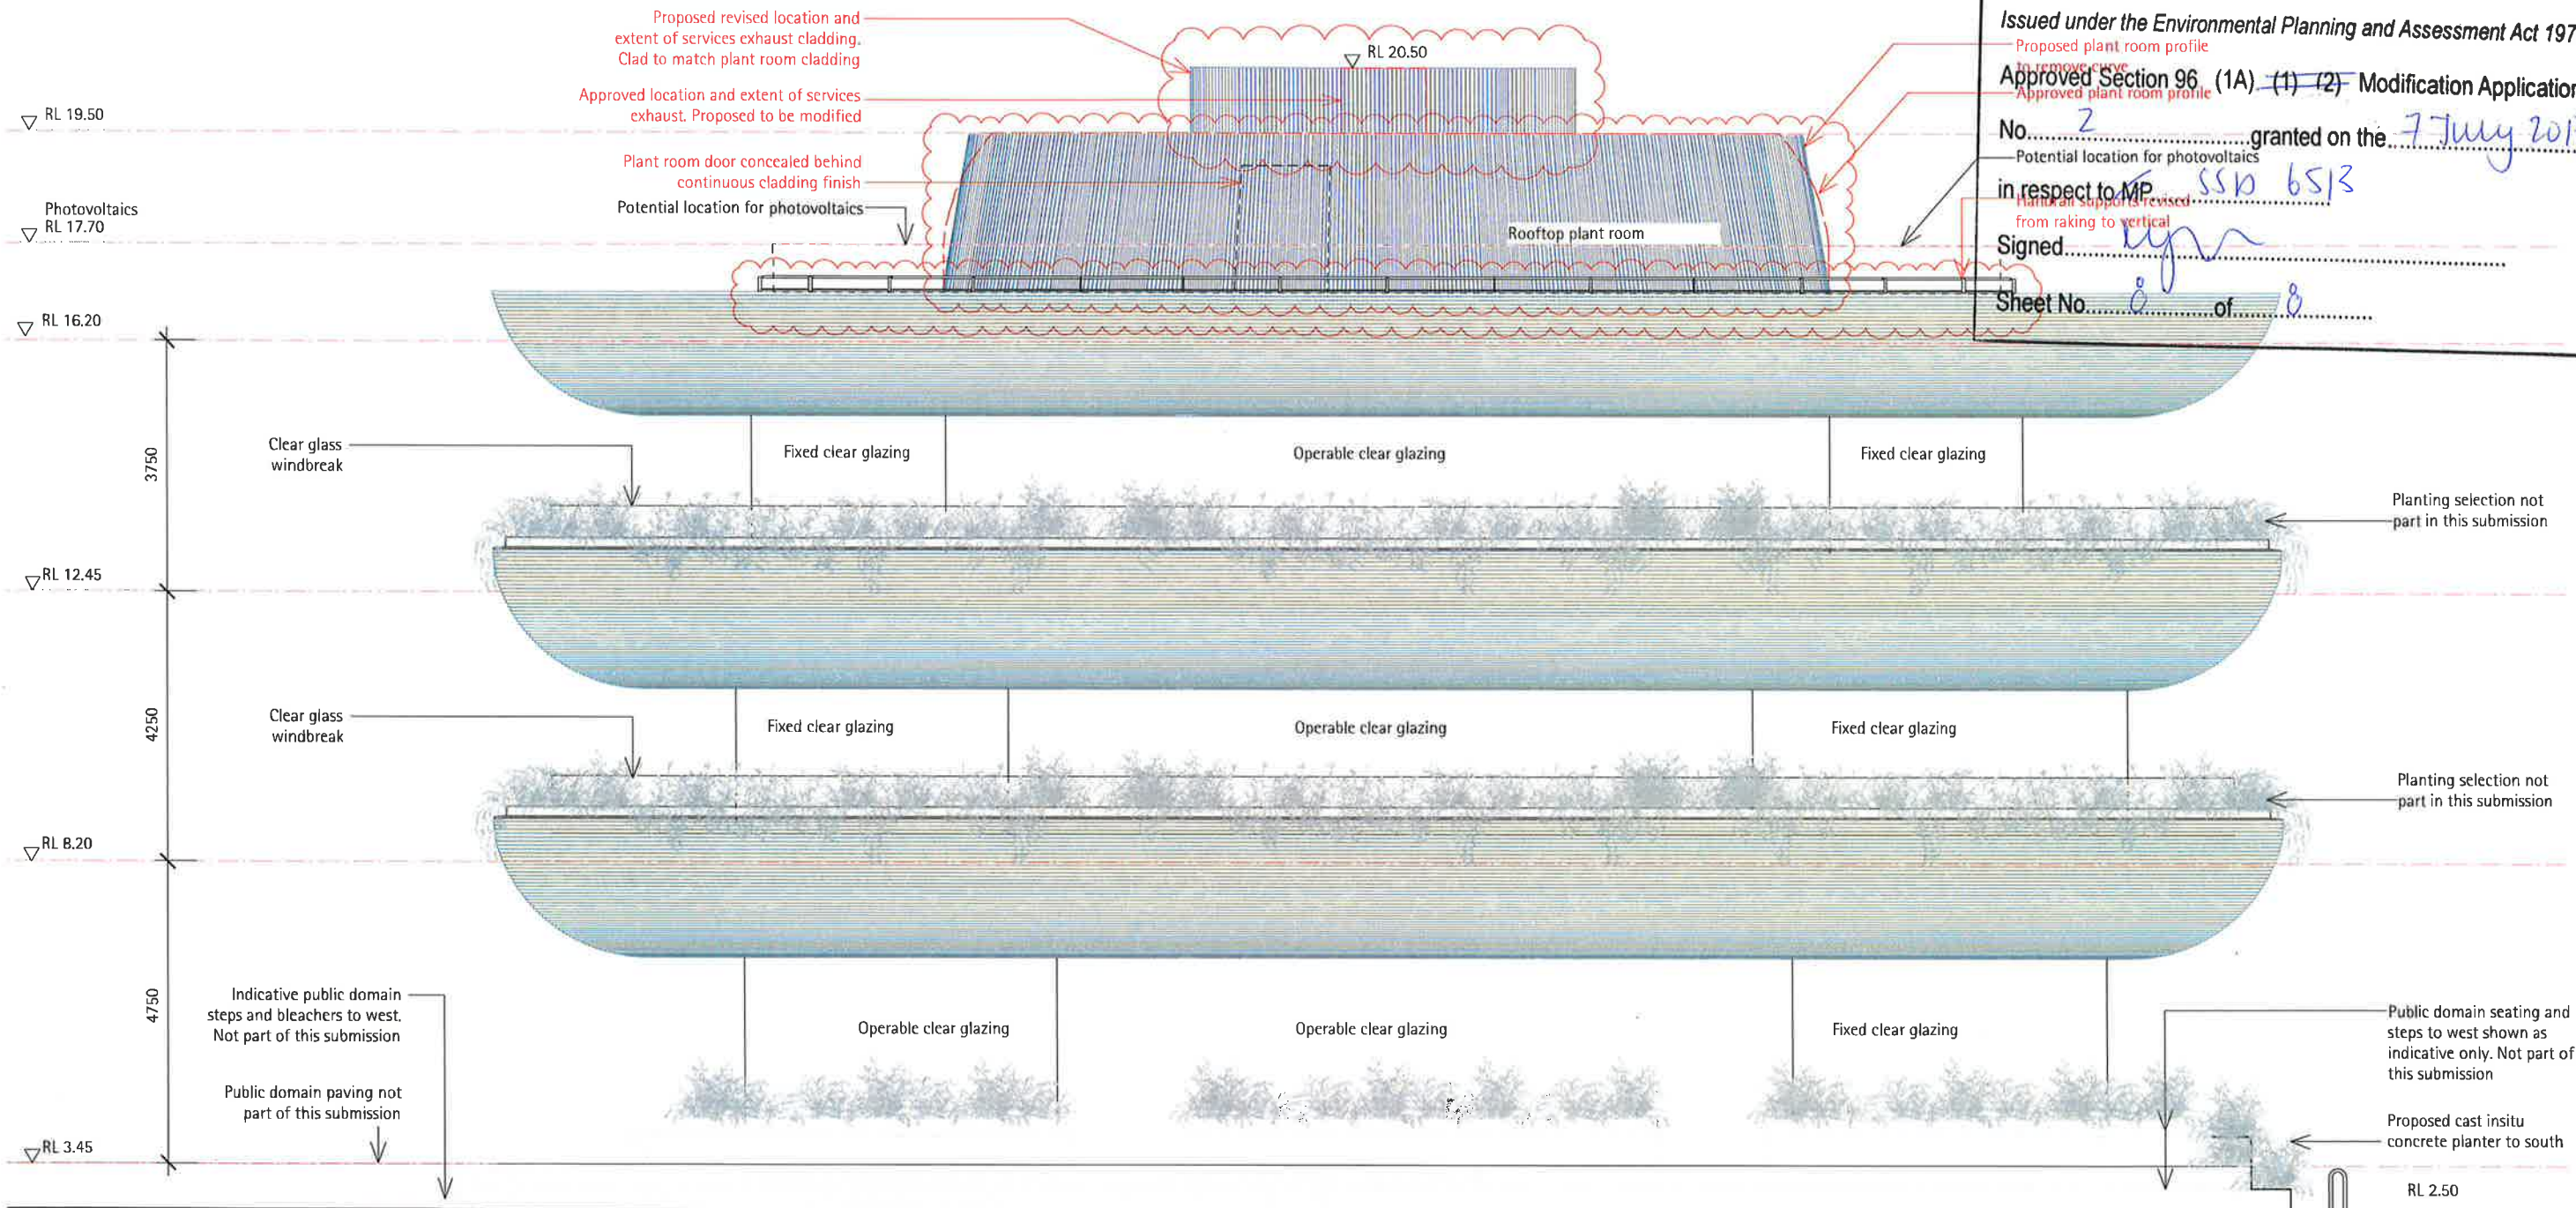 Proposed revised location and
extent of services exhaust cladding.
Clad to match plant room cladding
Approved location and extent of services
exhaust. Proposed to be modified
Plant room door concealed behind
continuous cladding finish
Potential location for photovoltaics
RL 20.50
RL 19.50
Photovoltaics
RL 17.70
RL 16.20
Rooftop plant room
Issued under the Environmental Planning and Assessment Act 197
Proposed plant room profile
to remove curve
Approved Section 96 (1A) (1) (2) Modification Application
Approved plant room profile
No. 2 granted on the 7 July 201
Potential location for photovoltaics
in respect to MP SSD 6513
Handrail supports revised
from raking to vertical
Signed
Sheet No. 8 of 8
3750
Clear glass
windbreak
Fixed clear glazing
Operable clear glazing
Fixed clear glazing
Planting selection not
part in this submission
RL 12.45
4250
Clear glass
windbreak
Fixed clear glazing
Operable clear glazing
Fixed clear glazing
Planting selection not
part in this submission
RL 8.20
4750
Indicative public domain
steps and bleachers to west.
Not part of this submission
Public domain paving not
part of this submission
Operable clear glazing
Operable clear glazing
Fixed clear glazing
Public domain seating and
steps to west shown as
indicative only. Not part of
this submission
Proposed cast insitu
concrete planter to south
RL 3.45
RL 2.50